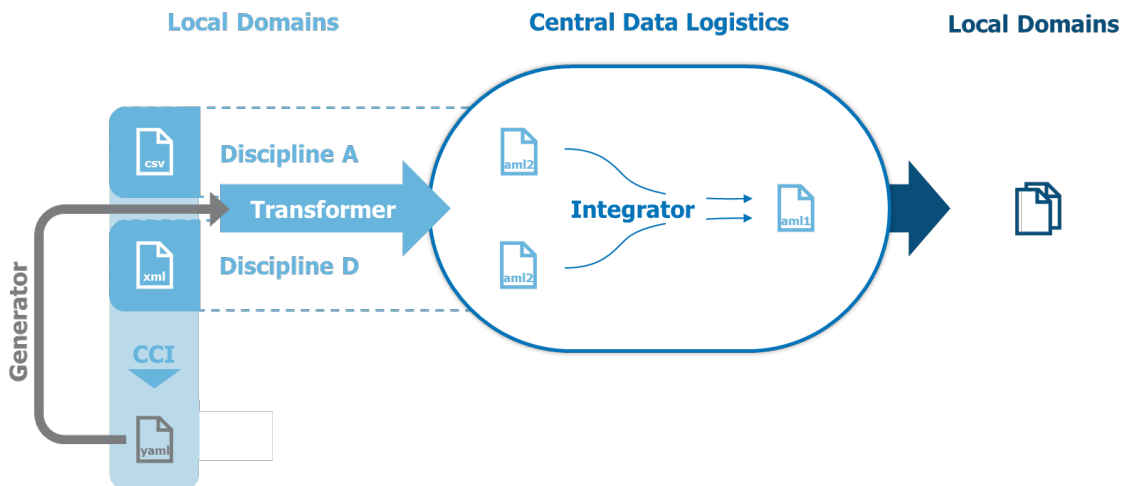 Local Domains
Central Data Logistics
Local Domains
csv
Discipline A
aml2
Transformer
Integrator
aml1
xml
Discipline D
aml2
Generator
CCI
yaml